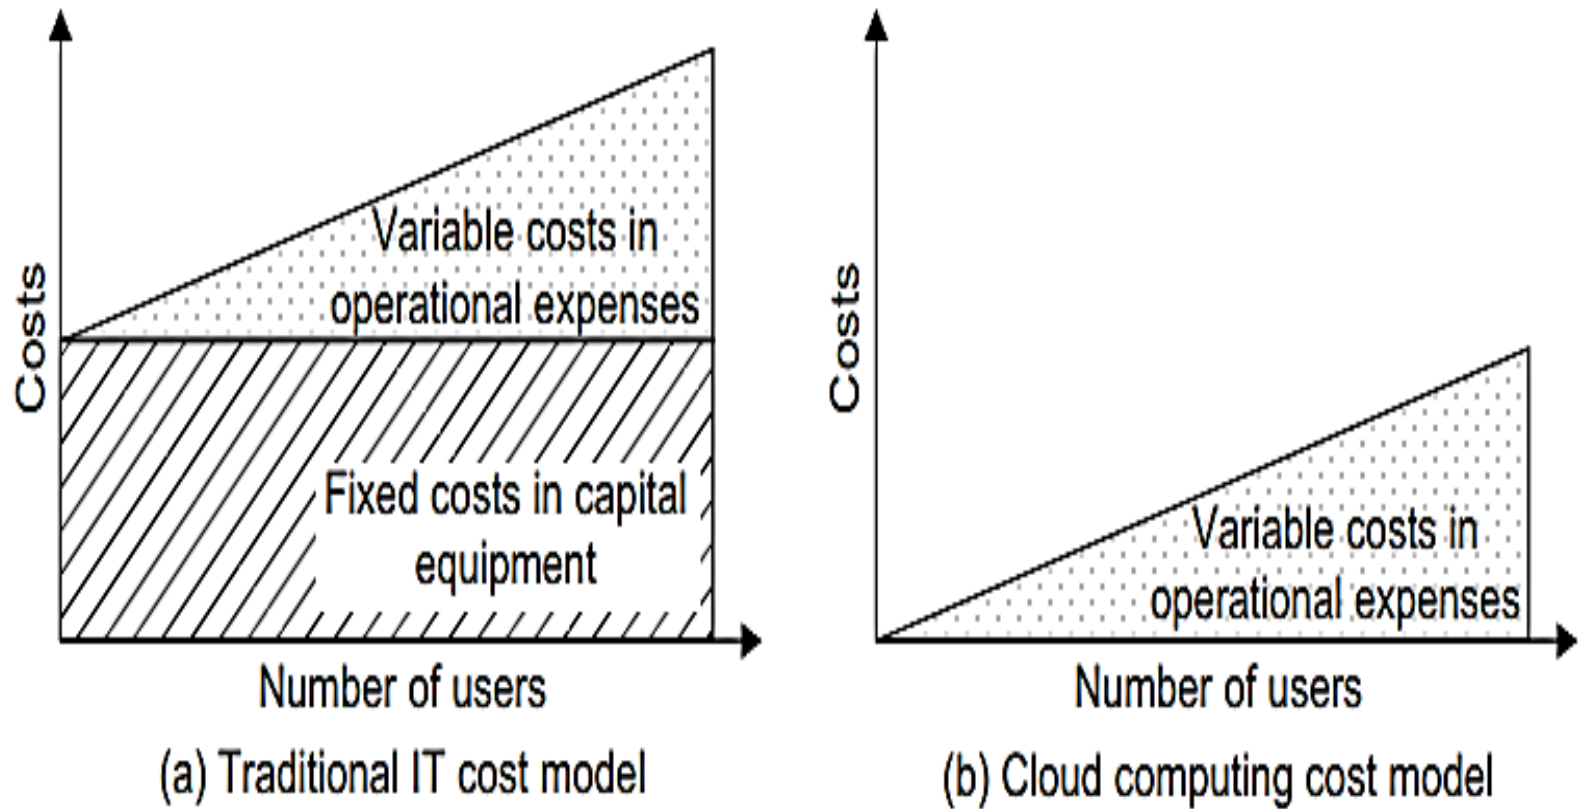 Costs
Variable costs in
operational expenses
Fixed costs in capital
equipment
Number of users
(a) Traditional IT cost model
Costs
Variable costs in
operational expenses
Number of users
(b) Cloud computing cost model